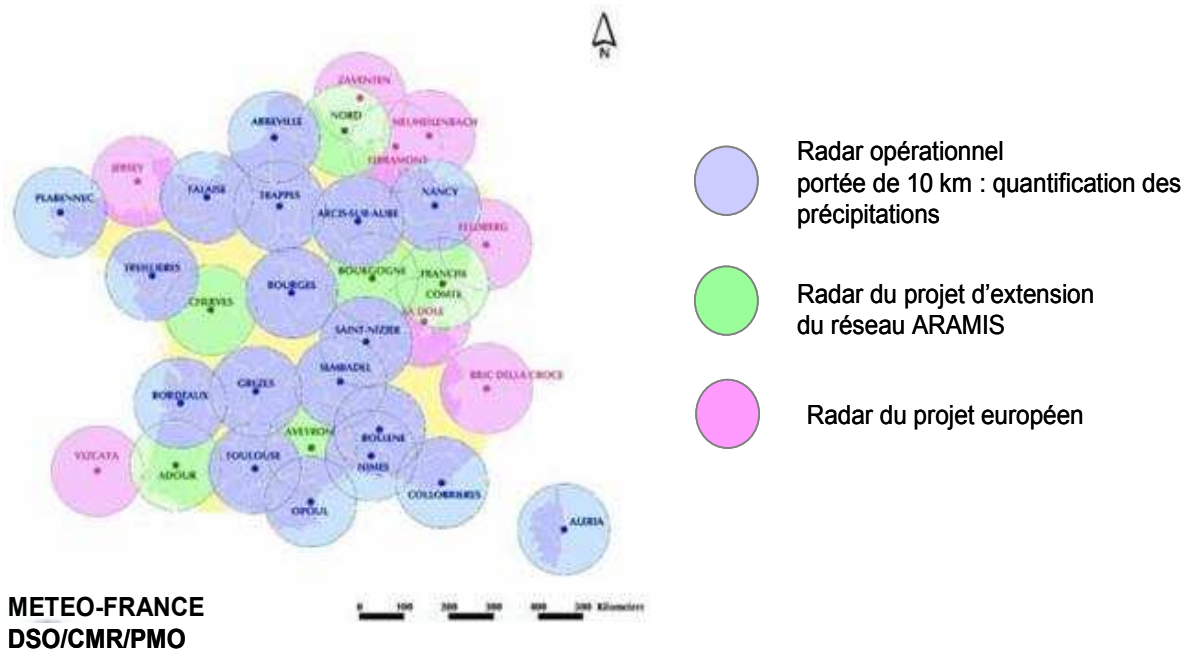 N
ZAVENTEN
NORD
ABBEVILLE
NEUHEILENBACH
JERSEY
FALAISE
TRAPPES
NANCY
PLABENNEC
ARCIS-SUR-AUBE
FELDBERG
TREILLIERES
BOURGOGNE
FRANCHE
COMTE
BOURGES
CHERVES
LA DOLE
SAINT-NIZIER
SEMBADEL
GREZES
BRIC DELLA CROCE
BORDEAUX
AVEYRON
BOLLENE
VIZCAYA
TOULOUSE
NIMES
ADOUR
COLLOBRIERES
OPOUL
ALERIA
Radar opérationnel
portée de 10 km : quantification des
précipitations
Radar du projet d’extension
du réseau ARAMIS
Radar du projet européen
METEO-FRANCE
DSO/CMR/PMO
0 100 200 300 400 500 Kilometers